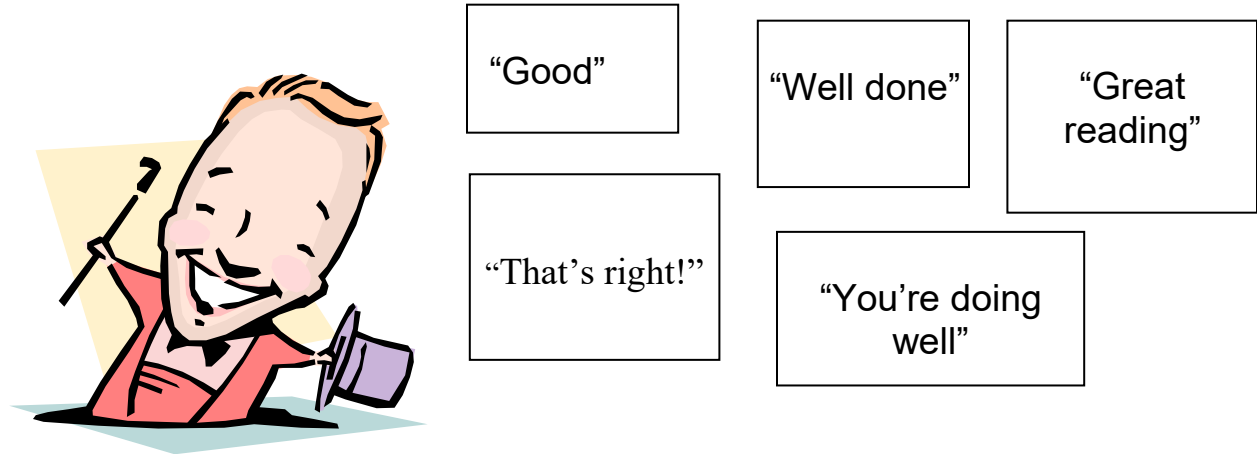 “Good”
“Well done”
“Great
reading”
“That’s right!”
“You’re doing
well”